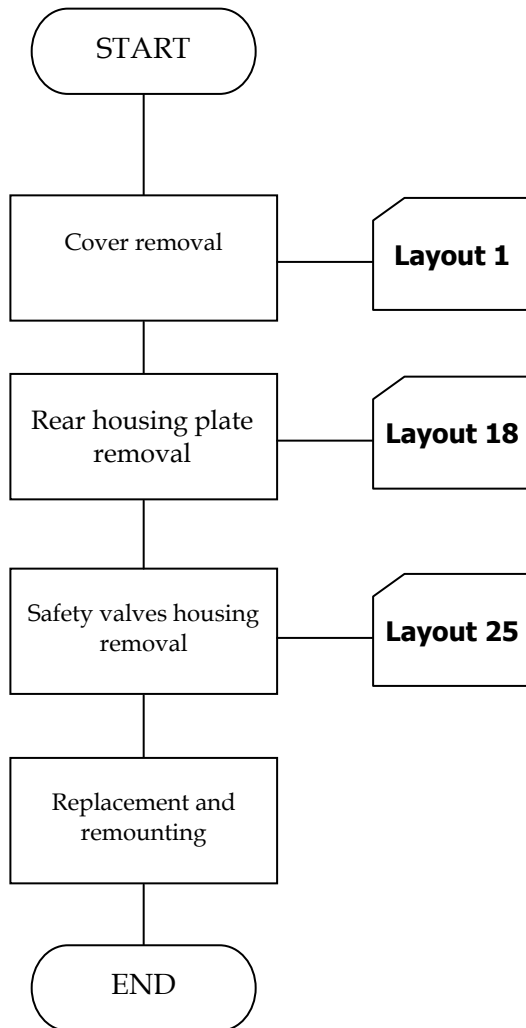 START
Cover removal
Layout 1
Rear housing plate
removal
Layout 18
Safety valves housing
removal
Layout 25
Replacement and
remounting
END